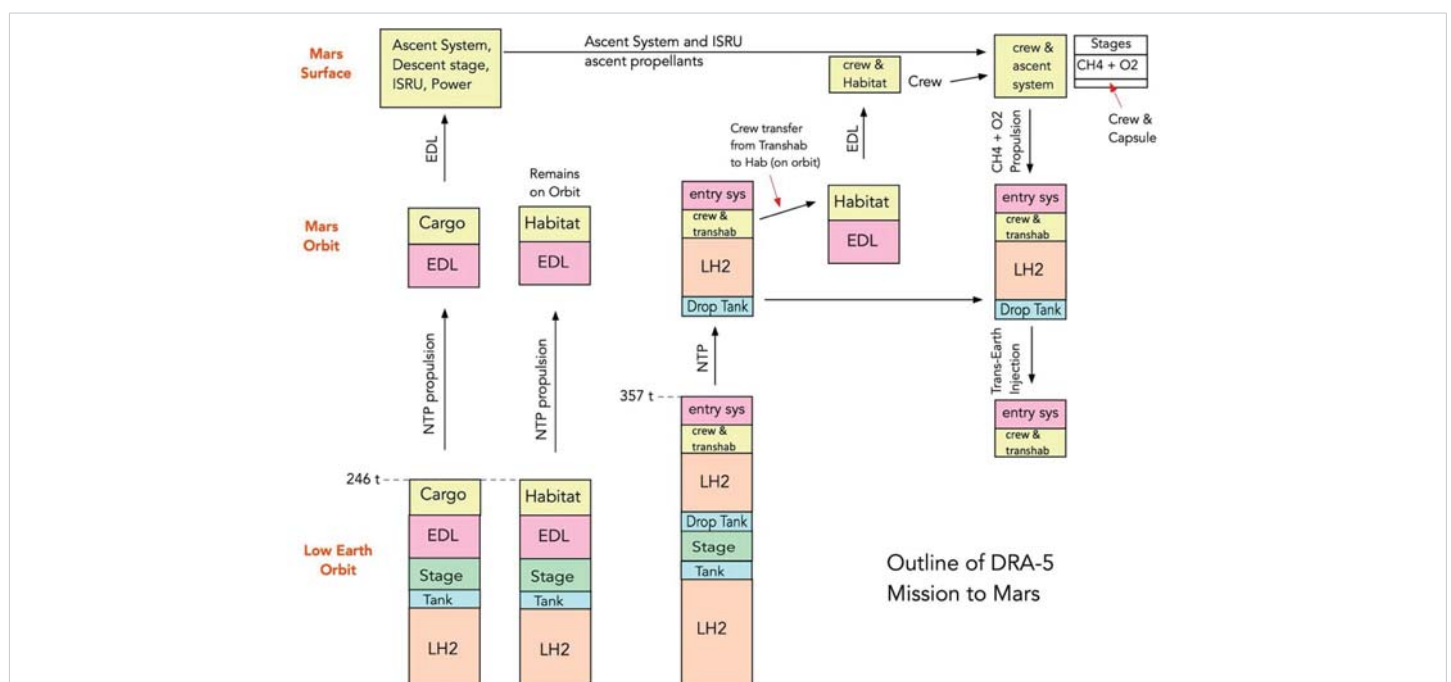 Mars
Surface
Ascent System,
Descent stage,
ISRU, Power
Ascent System and ISRU
ascent propellants
crew &
Habitat
Crew
crew &
ascent
system
Stages
CH4 + O2
Crew &
Capsule
EDL
Crew transfer
from Transhab
to Hab (on orbit)
EDL
CH4 + O2
Propulsion
Mars
Orbit
Cargo
EDL
Remains
on Orbit
Habitat
EDL
entry sys
crew &
transhab
LH2
Drop Tank
Habitat
EDL
entry sys
crew &
transhab
LH2
Drop Tank
NTP propulsion
NTP propulsion
NTP
Trans-Earth
Injection
entry sys
crew &
transhab
Low Earth
Orbit
246 t
Cargo
EDL
Stage
Tank
LH2
Habitat
EDL
Stage
Tank
LH2
357 t
entry sys
crew &
transhab
LH2
Drop Tank
Stage
Tank
LH2
Outline of DRA-5
Mission to Mars